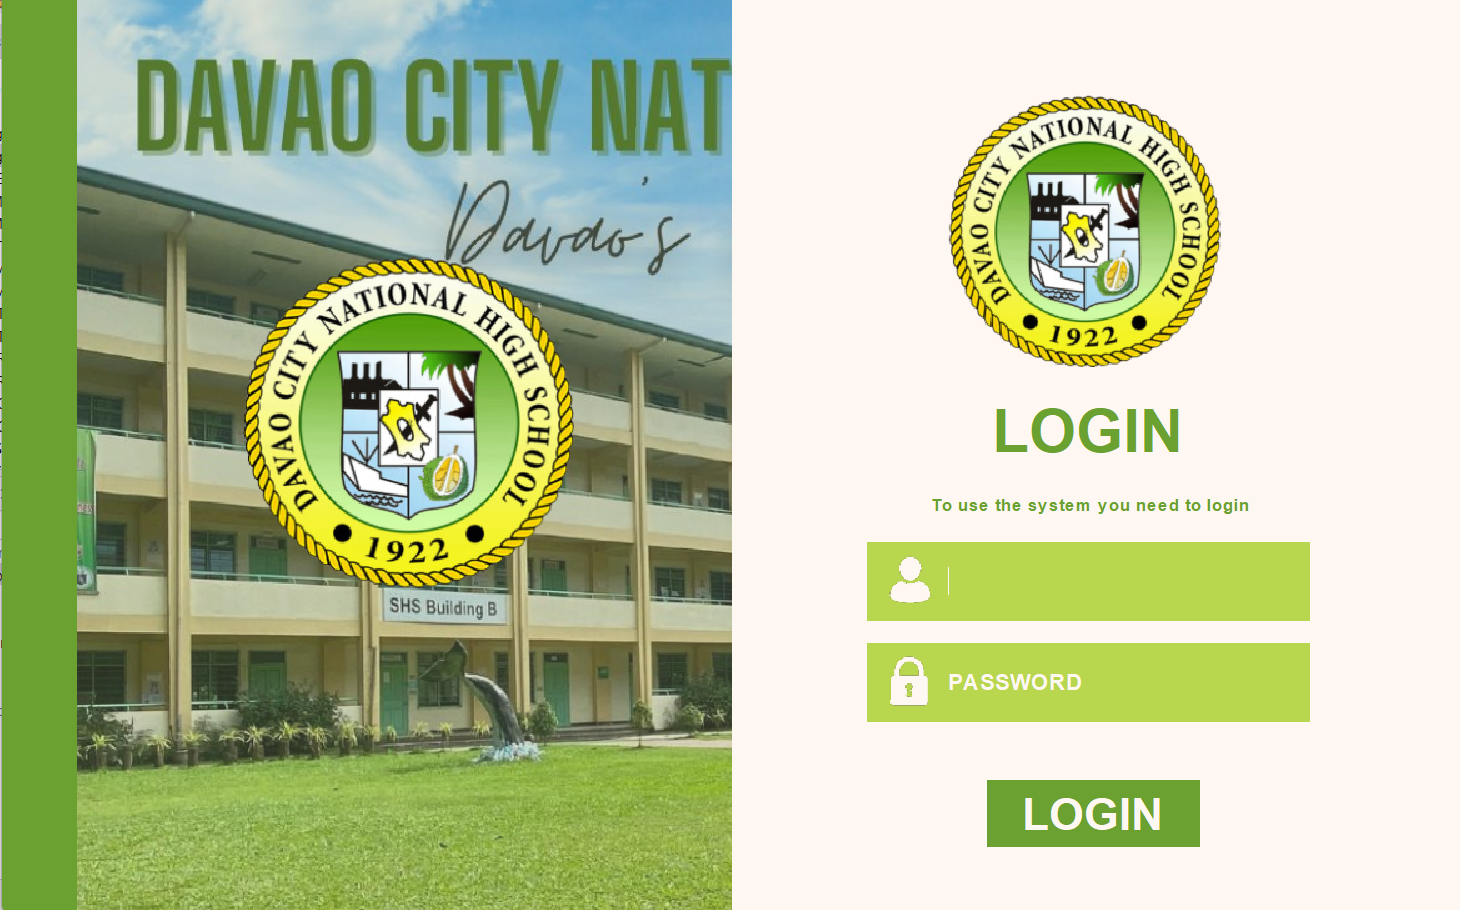 DAVAO CITY NAT
Davao's
DAVAO CITY NATIONAL HIGH SCHOOL
1922
SHS Building B
DAVAO CITY NATIONAL HIGH SCHOOL
1922
LOGIN
To use the system you need to login
PASSWORD
LOGIN